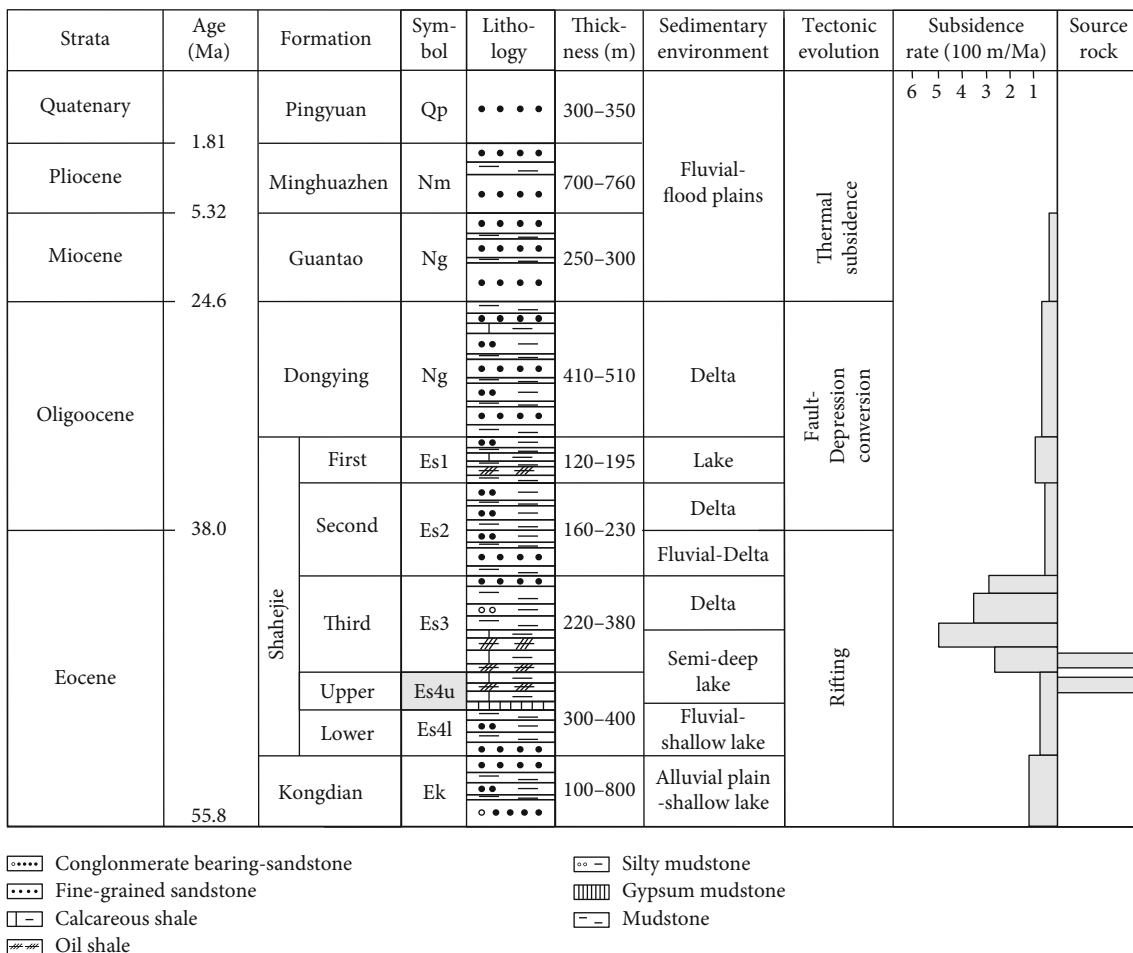 Strata
Age
(Ma)
Formation
Sym-
bol
Litho-
logy
Thick-
ness (m)
Sedimentary
environment
Tectonic
evolution
Subsidence
rate (100 m/Ma)
Source
rock
6 5 4 3 2 1
Quatenary
Pingyuan
Qp
300–350
1.81
Pliocene
Minghuazhen
Nm
700–760
Fluvial-
flood plains
5.32
Miocene
Guantao
Ng
250–300
Thermal
subsidence
24.6
Oligoocene
Dongying
Ng
410–510
Delta
Fault-
Depression
conversion
Shahejie
First
Es1
120–195
Lake
Second
Es2
160–230
Delta
38.0
Fluvial-Delta
Eocene
Third
Es3
220–380
Delta
Semi-deep
lake
Rifting
Upper
Es4u
300–400
Lower
Es4l
Fluvial-
shallow lake
Kongdian
Ek
100–800
Alluvial plain
-shallow lake
55.8
Conglonmerate bearing-sandstone
Fine-grained sandstone
Calcareous shale
Oil shale
Silty mudstone
Gypsum mudstone
Mudstone